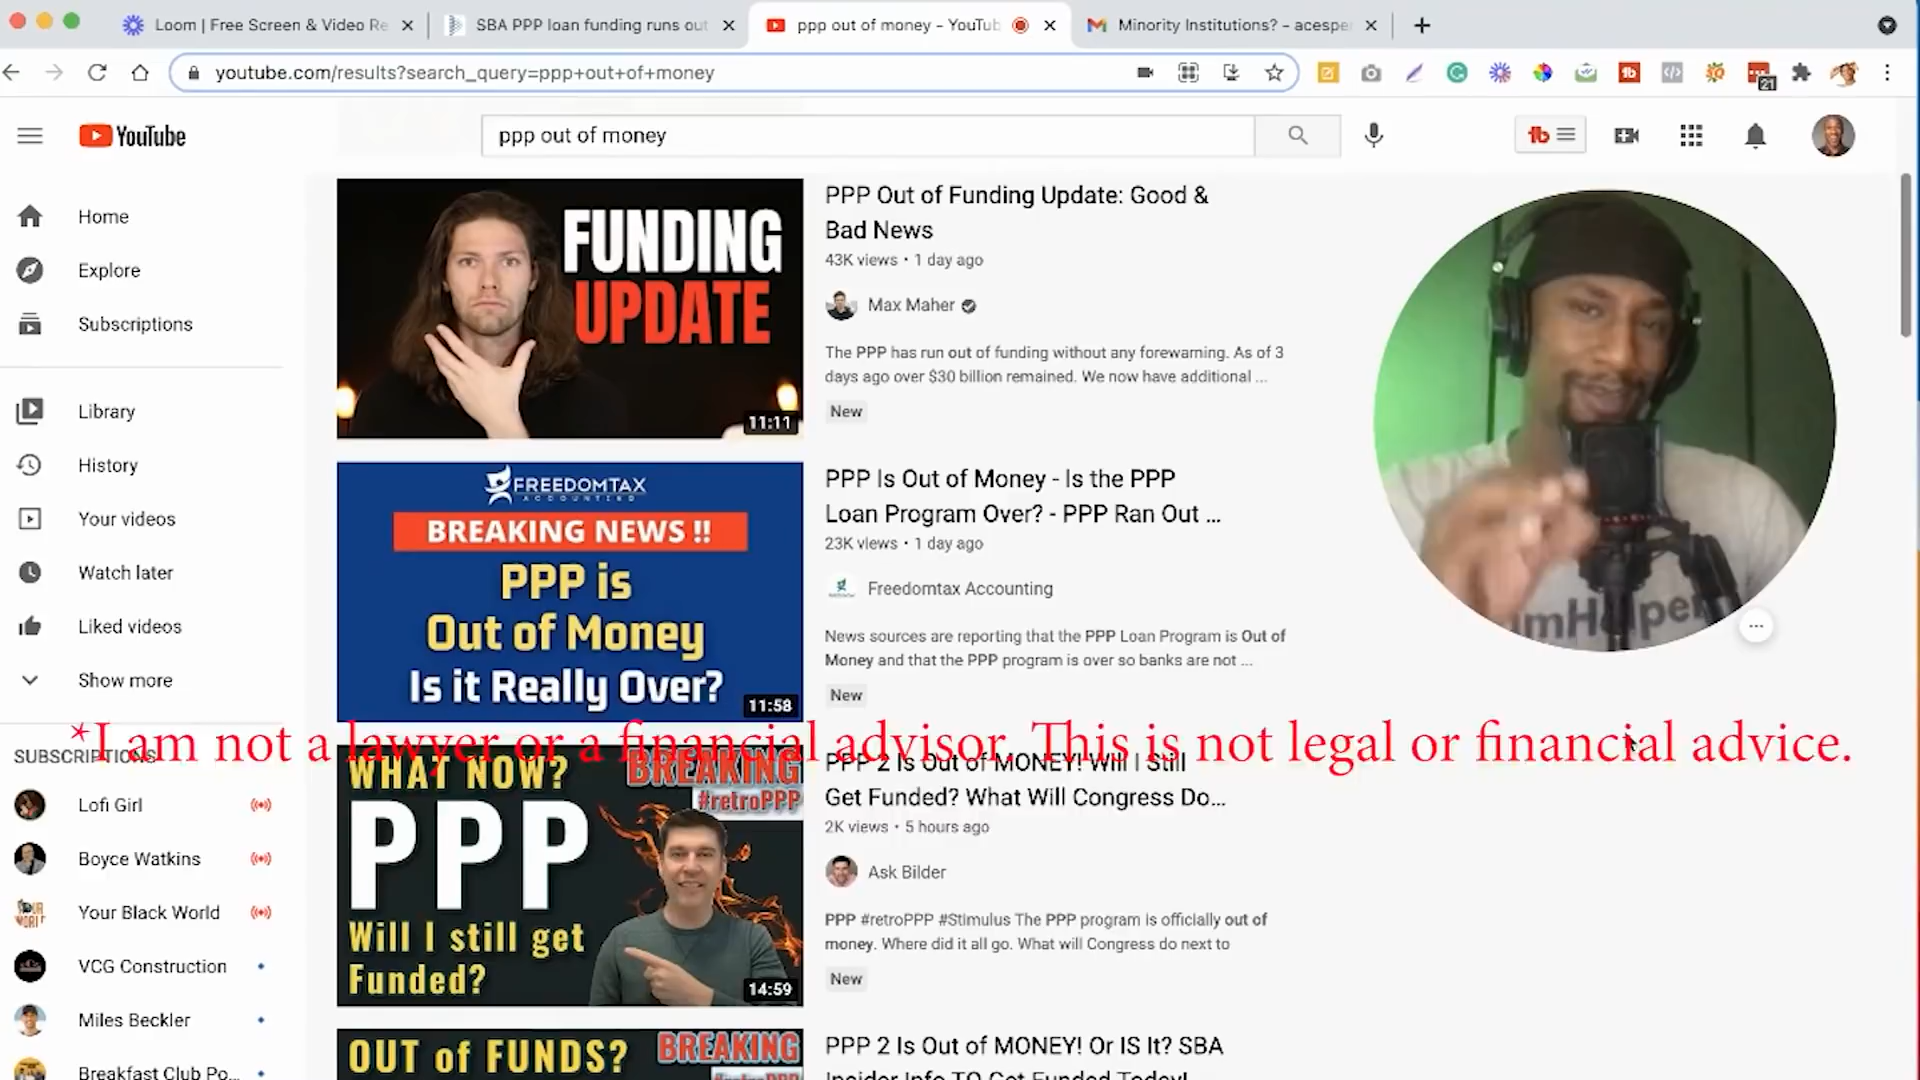 Loom | Free Screen & Video Re
SBA PPP loan funding runs out
ppp out of money - YouTub
Minority Institutions? - acespe
youtube.com/results?search_query=ppp+out+of+money
21
YouTube
ppp out of money
tb
Home
Explore
Subscriptions
Library
History
Your videos
Watch later
Liked videos
Show more
SUBSCRIPTIONS
Lofi Girl
Boyce Watkins
Your Black World
VCG Construction
Miles Beckler
Breakfast Club Po...
FUNDING
UPDATE
11:11
PPP Out of Funding Update: Good &
Bad News
43K views • 1 day ago
Max Maher
The PPP has run out of funding without any forewarning. As of 3
days ago over $30 billion remained. We now have additional ...
New
FREEDOMTAX
ACCOUNTING
BREAKING NEWS !!
PPP is
Out of Money
Is it Really Over?
11:58
PPP Is Out of Money - Is the PPP
Loan Program Over? - PPP Ran Out ...
23K views • 1 day ago
Freedomtax Accounting
News sources are reporting that the PPP Loan Program is Out of
Money and that the PPP program is over so banks are not ...
New
*I am not a lawyer or a financial advisor. This is not legal or financial advice.
WHAT NOW?
BREAKING
#retroPPP
PPP
Will I still get
Funded?
14:59
PPP 2 Is Out of MONEY! Will I Still
Get Funded? What Will Congress Do...
2K views • 5 hours ago
Ask Bilder
PPP #retroPPP #Stimulus The PPP program is officially out of
money. Where did it all go. What will Congress do next to
New
OUT of FUNDS?
BREAKING
PPP 2 Is Out of MONEY! Or IS It? SBA
Insider Info TO Get Funded Today!